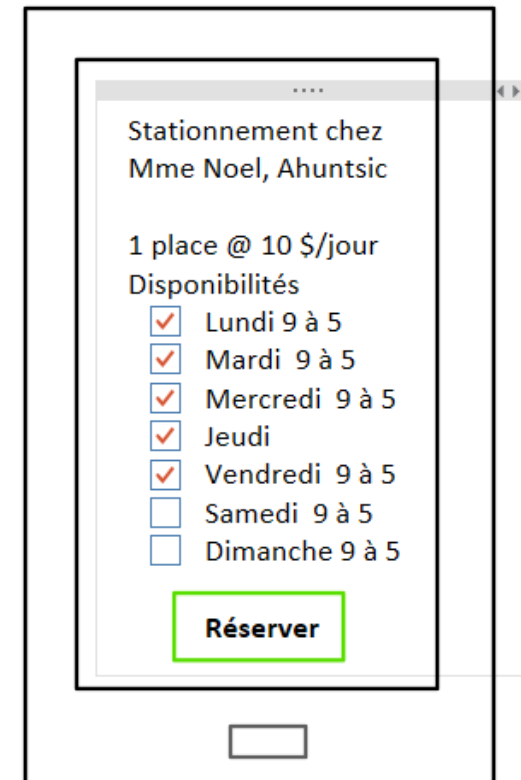 Stationnement chez
Mme Noel, Ahuntsic
1 place @ 10 $/jour
Disponibilités
Lundi 9 à 5
Mardi 9 à 5
Mercredi 9 à 5
Jeudi
Vendredi 9 à 5
Samedi 9 à 5
Dimanche 9 à 5
Réserver